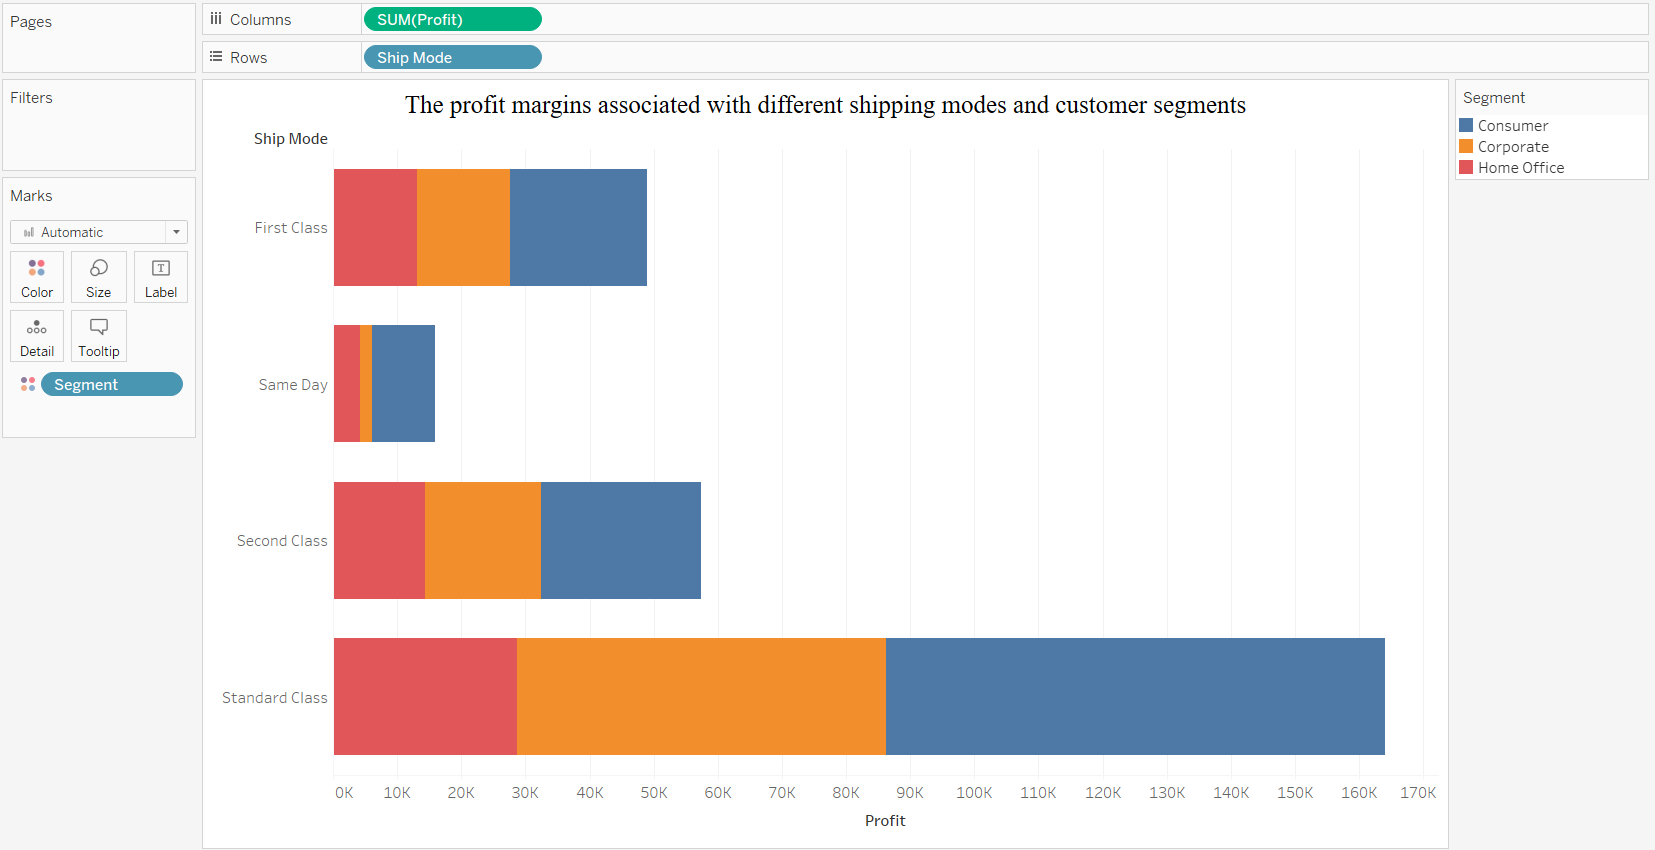 Pages
Columns
SUM(Profit)
Rows
Ship Mode
Filters
Marks
Automatic
Color
Size
Label
Detail
Tooltip
Segment
The profit margins associated with different shipping modes and customer segments
Ship Mode
First Class
Same Day
Second Class
Standard Class
0K 10K 20K 30K 40K 50K 60K 70K 80K 90K 100K 110K 120K 130K 140K 150K 160K 170K
Profit
Segment
Consumer
Corporate
Home Office